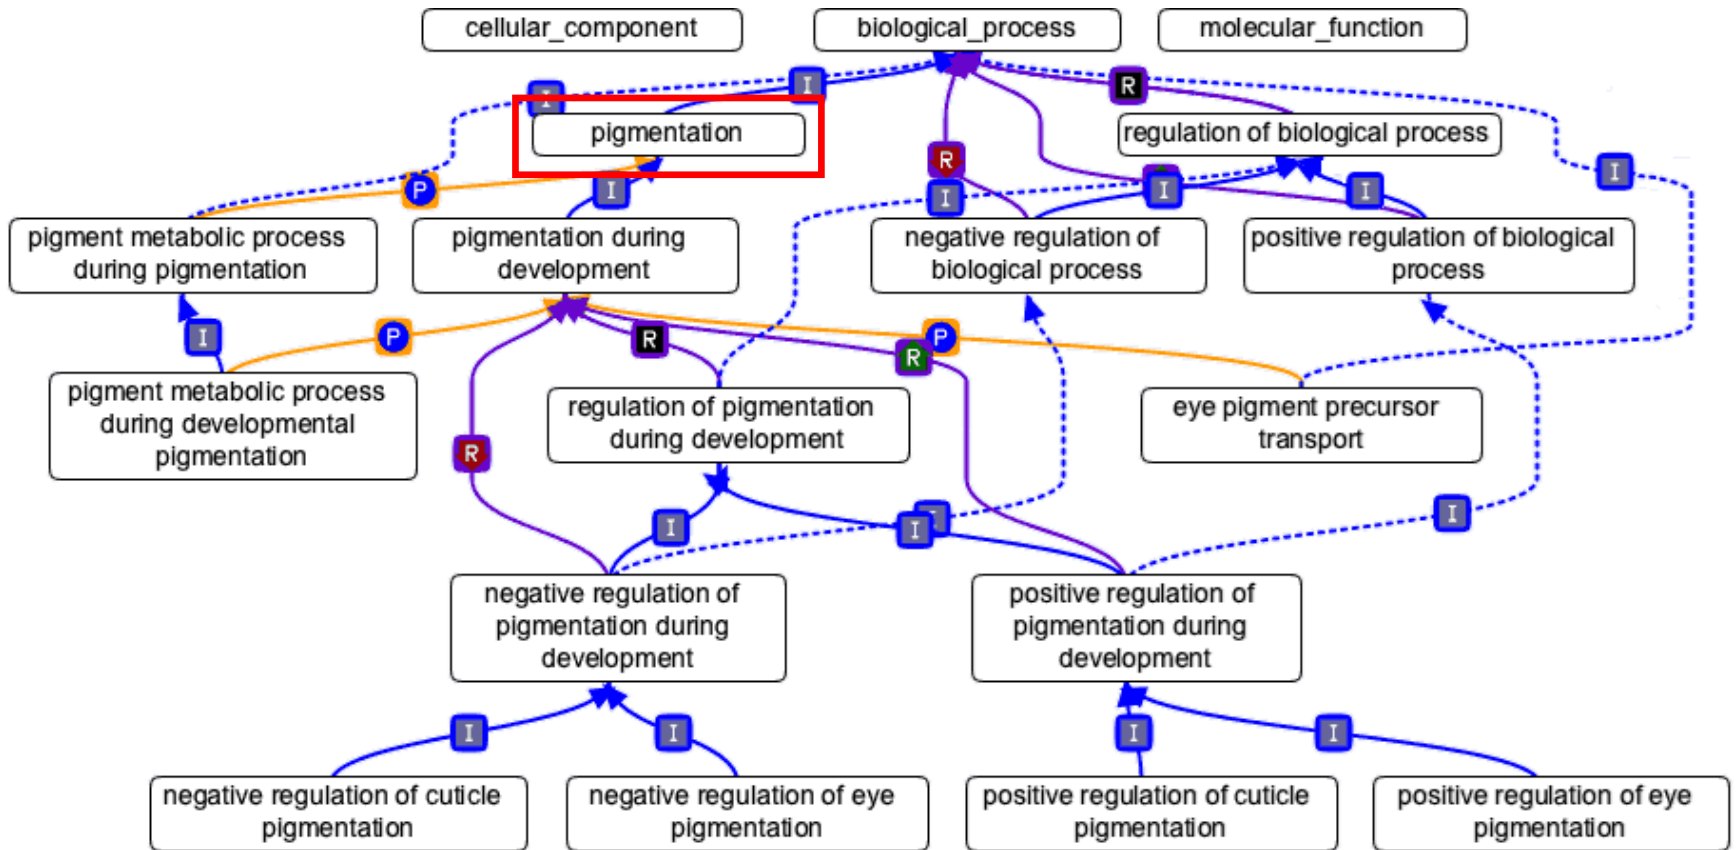 cellular_component
biological_process
molecular_function
I
I
R
pigmentation
regulation of biological process
R
I
P
I
I
I
I
pigment metabolic process
during pigmentation
pigmentation during
development
negative regulation of
biological process
positive regulation of biological
process
I
P
R
P
R
pigment metabolic process
during developmental
pigmentation
regulation of pigmentation
during development
eye pigment precursor
transport
R
I
I
I
negative regulation of
pigmentation during
development
positive regulation of
pigmentation during
development
I
I
I
I
negative regulation of cuticle
pigmentation
negative regulation of eye
pigmentation
positive regulation of cuticle
pigmentation
positive regulation of eye
pigmentation